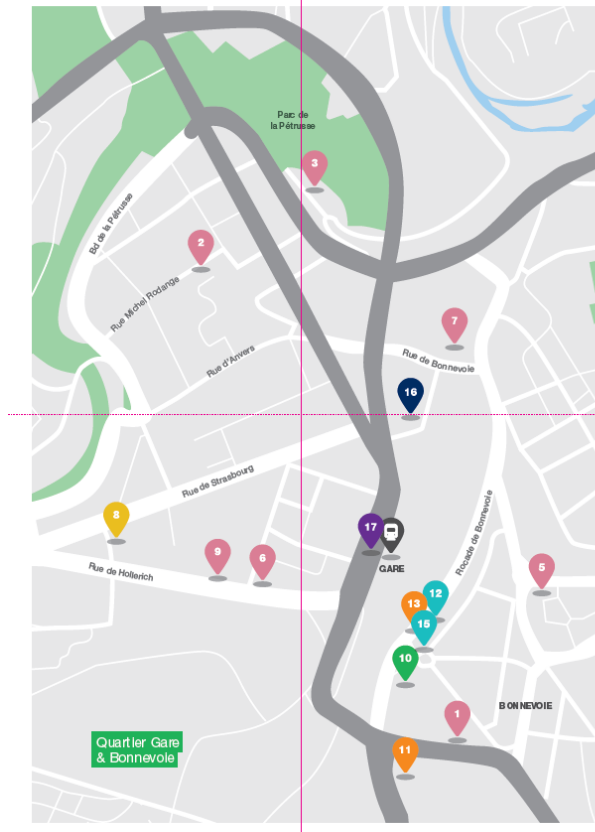 Parc de
la Pétrusse
3
Bd de la Pétrusse
2
Rue Michel Rodange
7
Rue d'Anvers
Rue de Bonnevoie
16
Rue de Strasbourg
Rocade de Bonnevoie
8
17
9
6
GARE
5
Rue de Hollerich
12
13
15
10
BONNEVOIE
1
Quartier Gare
& Bonnevoie
11